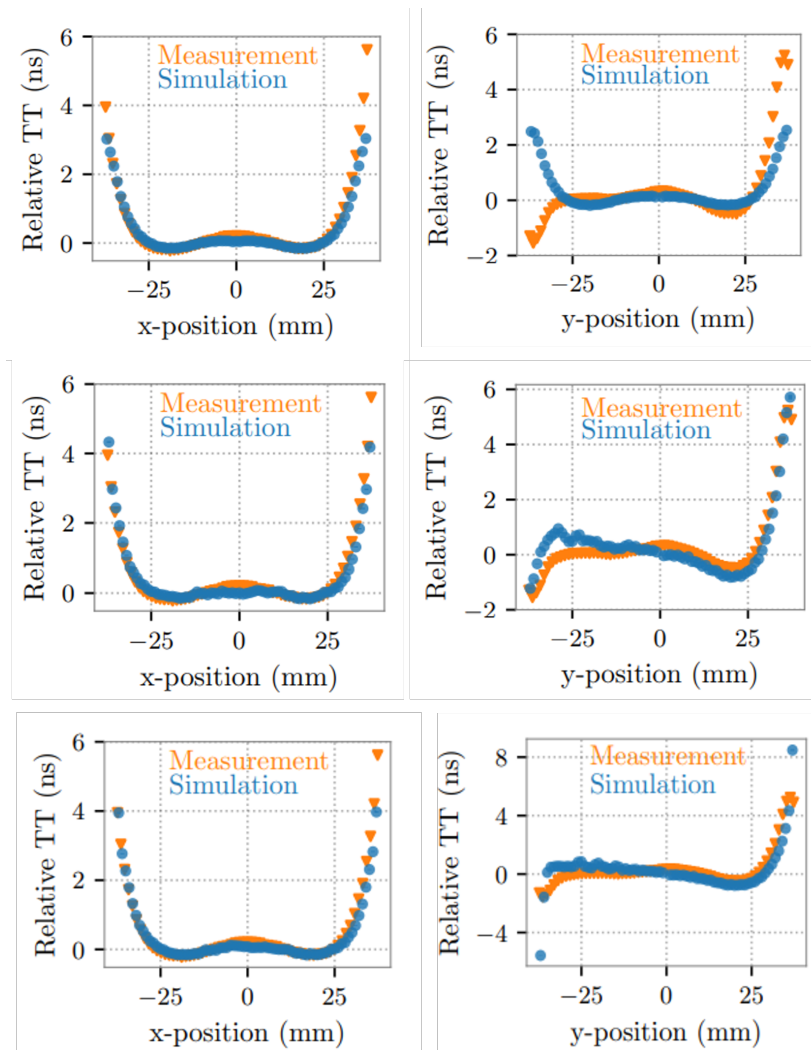 6
Measurement
Simulation
4
2
0
−25
0
25
Relative TT (ns)
x-position (mm)
6
Measurement
Simulation
4
2
0
−2
−25
0
25
Relative TT (ns)
y-position (mm)
6
Measurement
Simulation
4
2
0
−25
0
25
Relative TT (ns)
x-position (mm)
6
Measurement
Simulation
4
2
0
−2
−25
0
25
Relative TT (ns)
y-position (mm)
6
Measurement
Simulation
4
2
0
−25
0
25
Relative TT (ns)
x-position (mm)
8
Measurement
Simulation
4
0
−4
−25
0
25
Relative TT (ns)
y-position (mm)